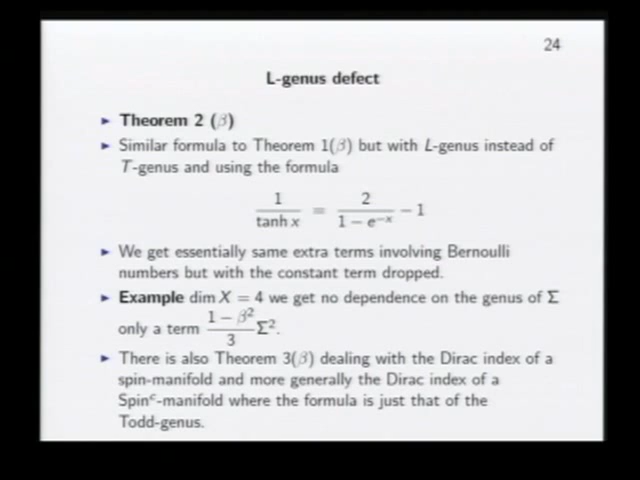 24
L-genus defect
► Theorem 2 (β)
► Similar formula to Theorem 1(β) but with L-genus instead of
T-genus and using the formula
1/tanh x = 2/(1 − e^{−x}) − 1
► We get essentially same extra terms involving Bernoulli
numbers but with the constant term dropped.
► Example dim X = 4 we get no dependence on the genus of Σ
only a term (1 − β²)/3 Σ².
► There is also Theorem 3(β) dealing with the Dirac index of a
spin-manifold and more generally the Dirac index of a
Spinᶜ-manifold where the formula is just that of the
Todd-genus.